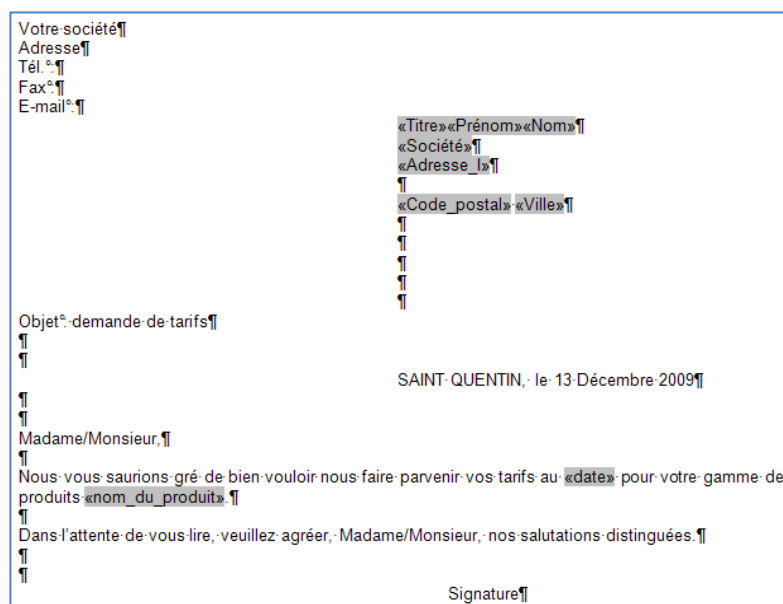 Votre société¶
Adresse¶
Tél.°:¶
Fax°:¶
E-mail°:¶
«Titre»«Prénom»«Nom»¶
«Société»¶
«Adresse_l»¶
¶
«Code_postal»·«Ville»¶
¶
¶
¶
¶
¶
Objet°:·demande·de·tarifs¶
¶
¶
SAINT·QUENTIN,·le·13·Décembre·2009¶
¶
¶
Madame/Monsieur,¶
¶
Nous·vous·saurions·gré·de·bien·vouloir·nous·faire·parvenir·vos·tarifs·au·«date»·pour·votre·gamme·de
produits·«nom_du_produit».¶
¶
Dans·l'attente·de·vous·lire,·veuillez·agréer,·Madame/Monsieur,·nos·salutations·distinguées.¶
¶
¶
Signature¶